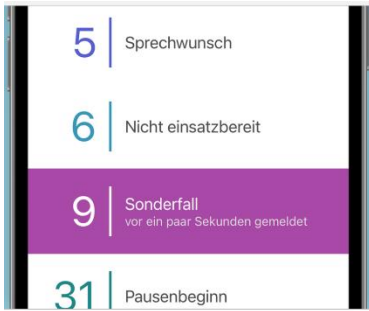 5 Sprechwunsch
6 Nicht einsatzbereit
9 Sonderfall
vor ein paar Sekunden gemeldet
31 Pausenbeginn